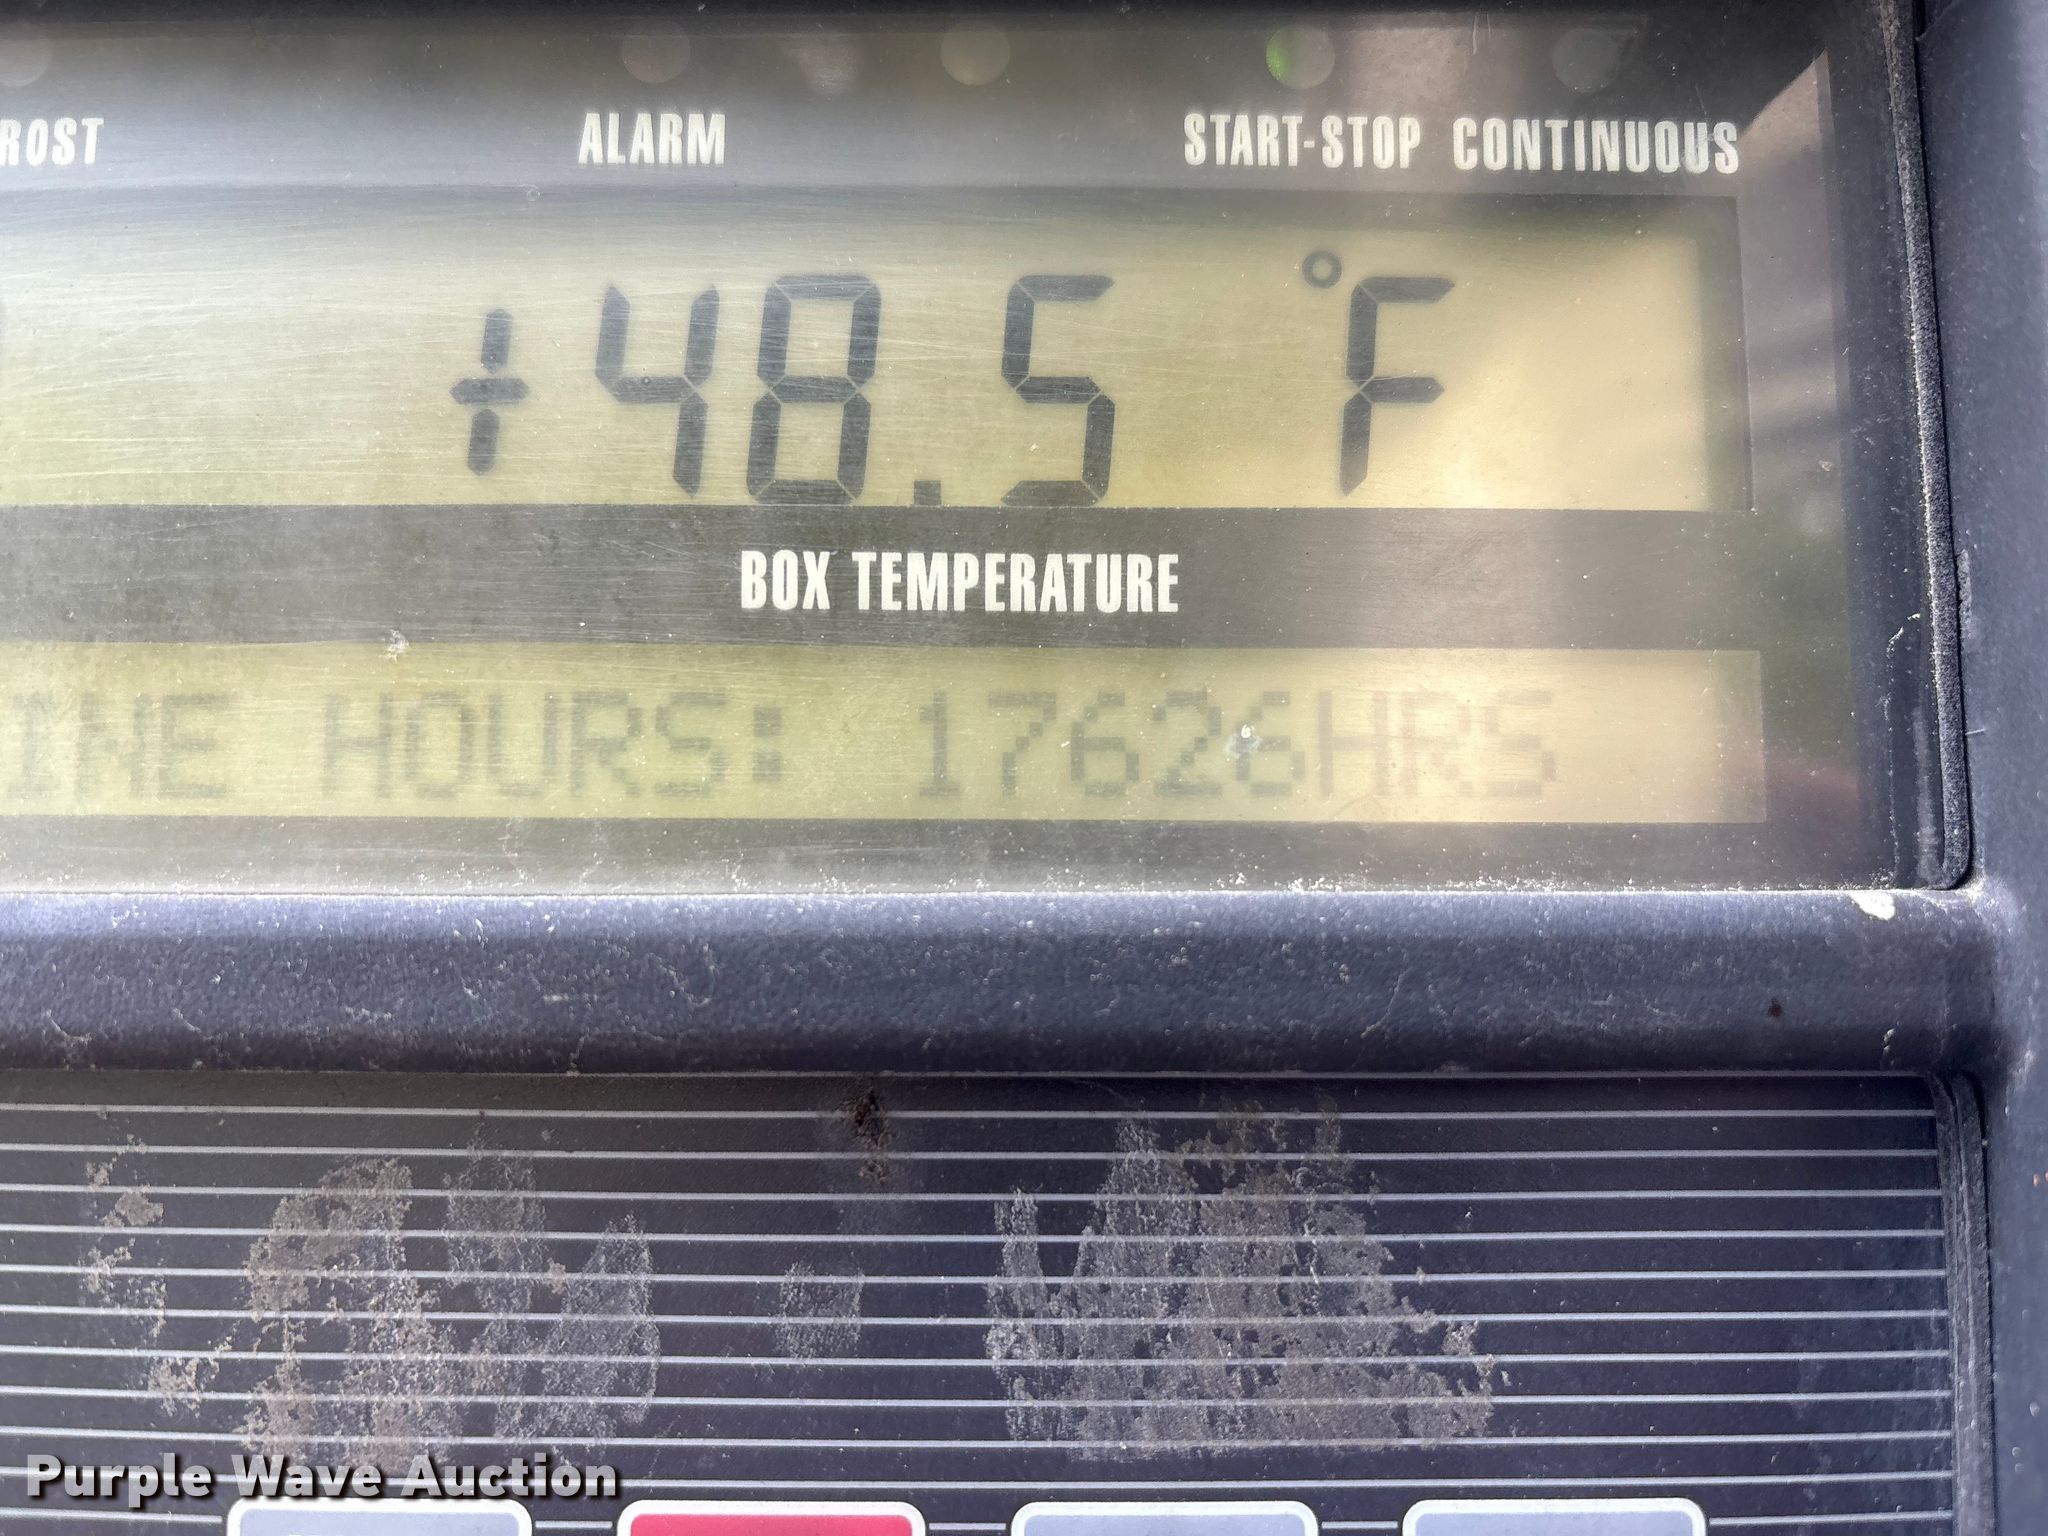 ROST ALARM START-STOP CONTINUOUS
+48.5 °F
BOX TEMPERATURE
INE HOURS: 17626HRS
Purple Wave Auction